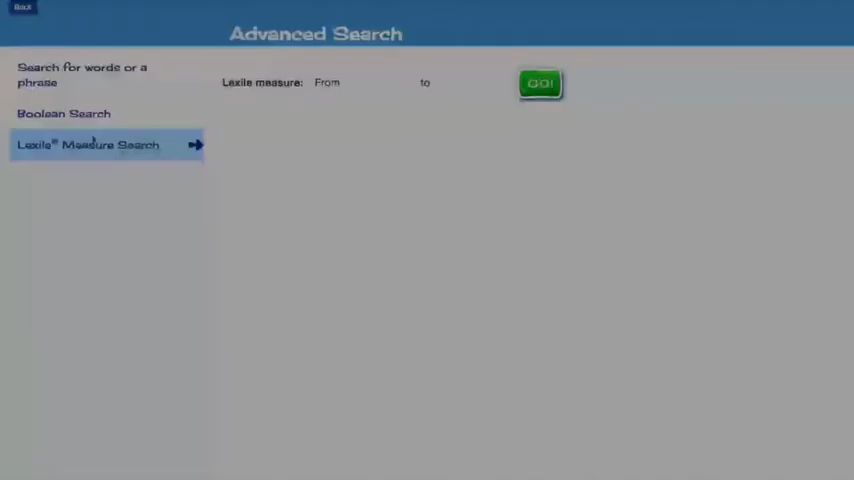 Back
Advanced Search
Search for words or a
phrase
Lexile measure: From to GO!
Boolean Search
Lexile® Measure Search